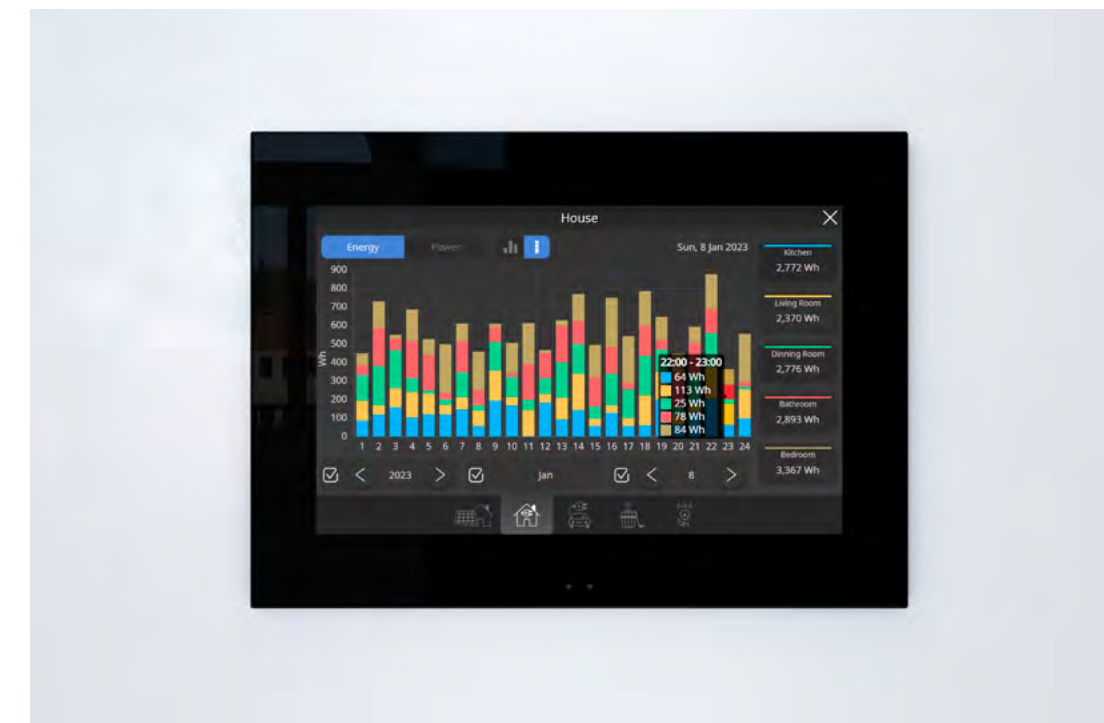 House
Energy
Power
Sun, 8 Jan 2023
Wh
900
800
700
600
500
400
300
200
100
0
1 2 3 4 5 6 7 8 9 10 11 12 13 14 15 16 17 18 19 20 21 22 23 24
22:00 - 23:00
64 Wh
113 Wh
25 Wh
78 Wh
84 Wh
Kitchen
2,772 Wh
Living Room
2,370 Wh
Dinning Room
2,776 Wh
Bathroom
2,893 Wh
Bedroom
3,367 Wh
2023
Jan
8